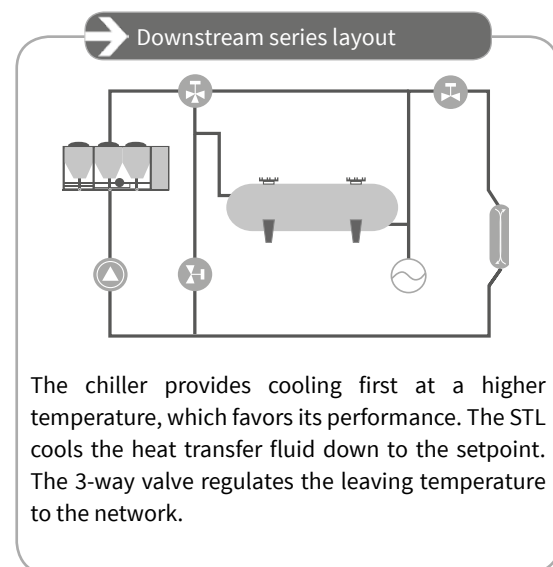 Downstream series layout
The chiller provides cooling first at a higher
temperature, which favors its performance. The STL
cools the heat transfer fluid down to the setpoint.
The 3-way valve regulates the leaving temperature
to the network.